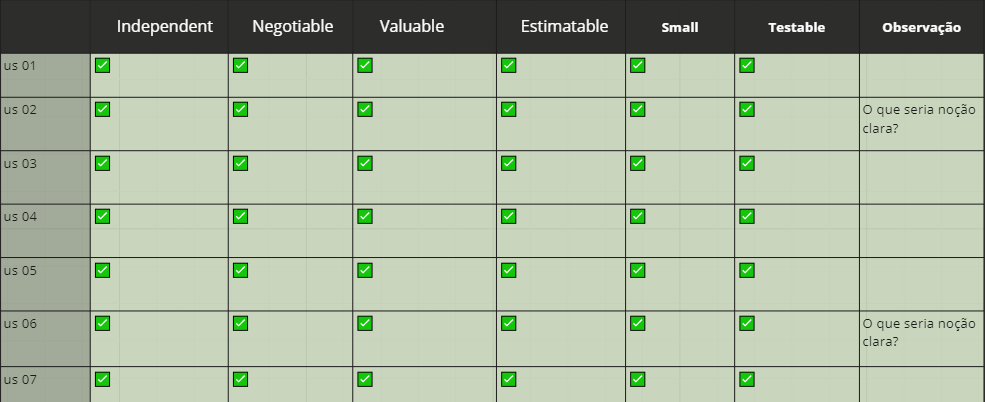 Independent Negotiable Valuable Estimatable Small Testable Observação
us 01 ✅ ✅ ✅ ✅ ✅ ✅
us 02 ✅ ✅ ✅ ✅ ✅ ✅ O que seria noção
clara?
us 03 ✅ ✅ ✅ ✅ ✅ ✅
us 04 ✅ ✅ ✅ ✅ ✅ ✅
us 05 ✅ ✅ ✅ ✅ ✅ ✅
us 06 ✅ ✅ ✅ ✅ ✅ ✅ O que seria noção
clara?
us 07 ✅ ✅ ✅ ✅ ✅ ✅